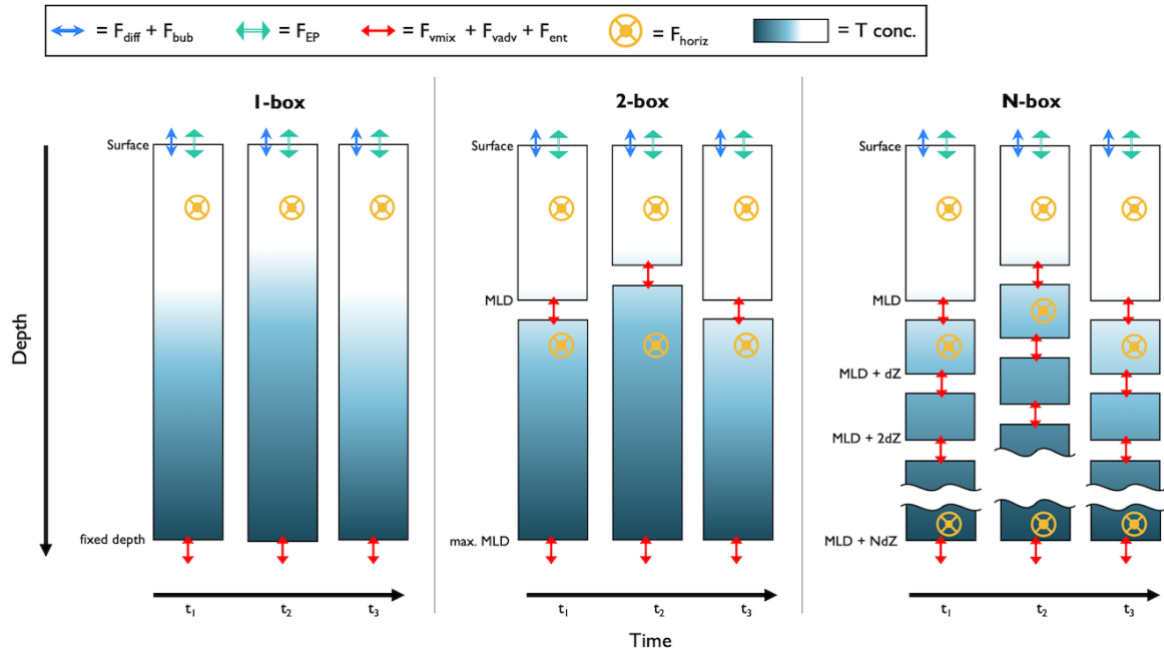 = F_diff + F_bub
= F_EP
= F_vmix + F_vadv + F_ent
= F_horiz
= T conc.
1-box
2-box
N-box
Depth
Surface
fixed depth
t₁
t₂
t₃
Surface
MLD
max. MLD
t₁
t₂
t₃
Surface
MLD
MLD + dZ
MLD + 2dZ
MLD + NdZ
t₁
t₂
t₃
Time